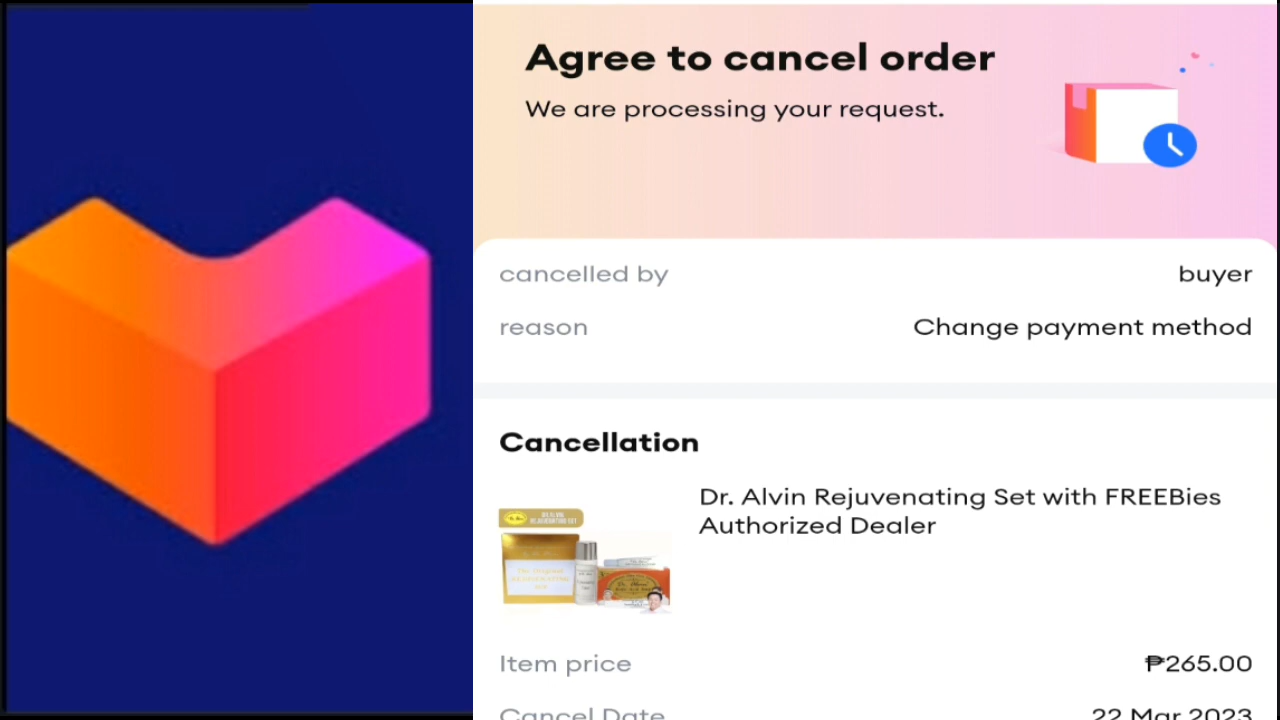 Agree to cancel order
We are processing your request.
cancelled by buyer
reason Change payment method
Cancellation
Dr. Alvin Rejuvenating Set with FREEBies
Authorized Dealer
Item price ₱265.00
Cancel Date 22 Mar 2023